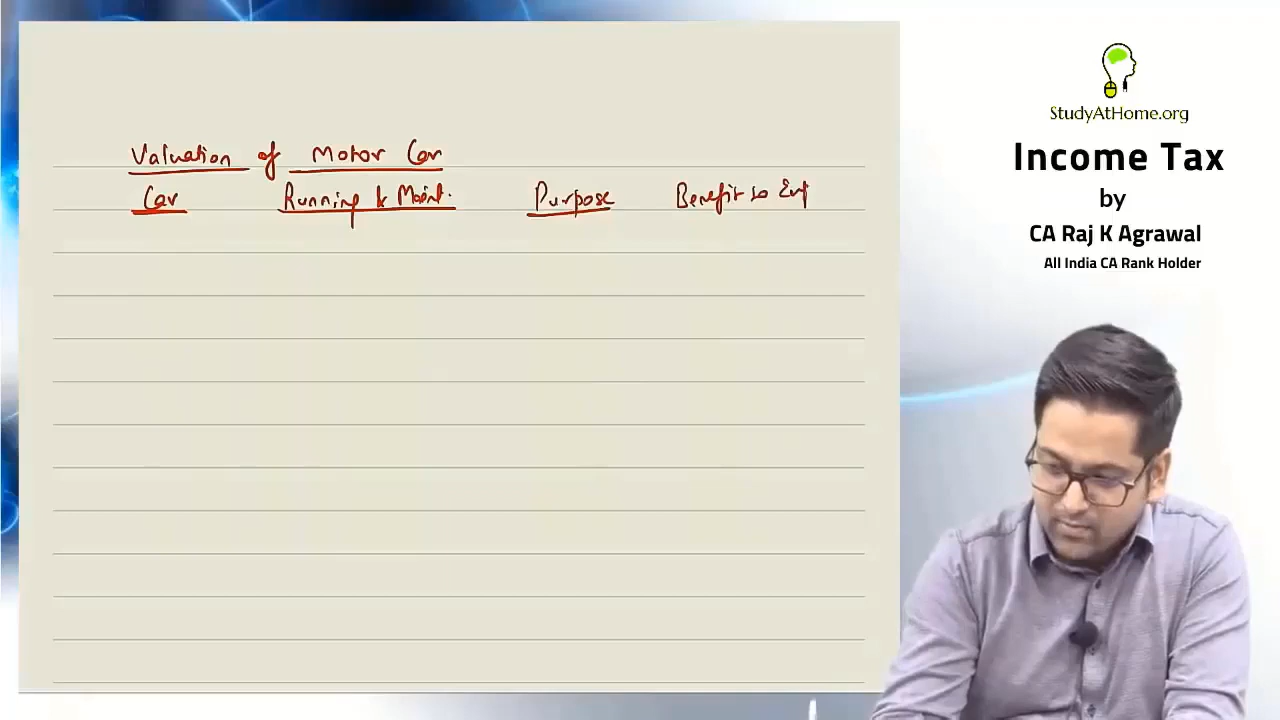 Valuation of Motor Car
Car Running & Maint. Purpose Benefit to Emp
StudyAtHome.org
Income Tax
by
CA Raj K Agrawal
All India CA Rank Holder